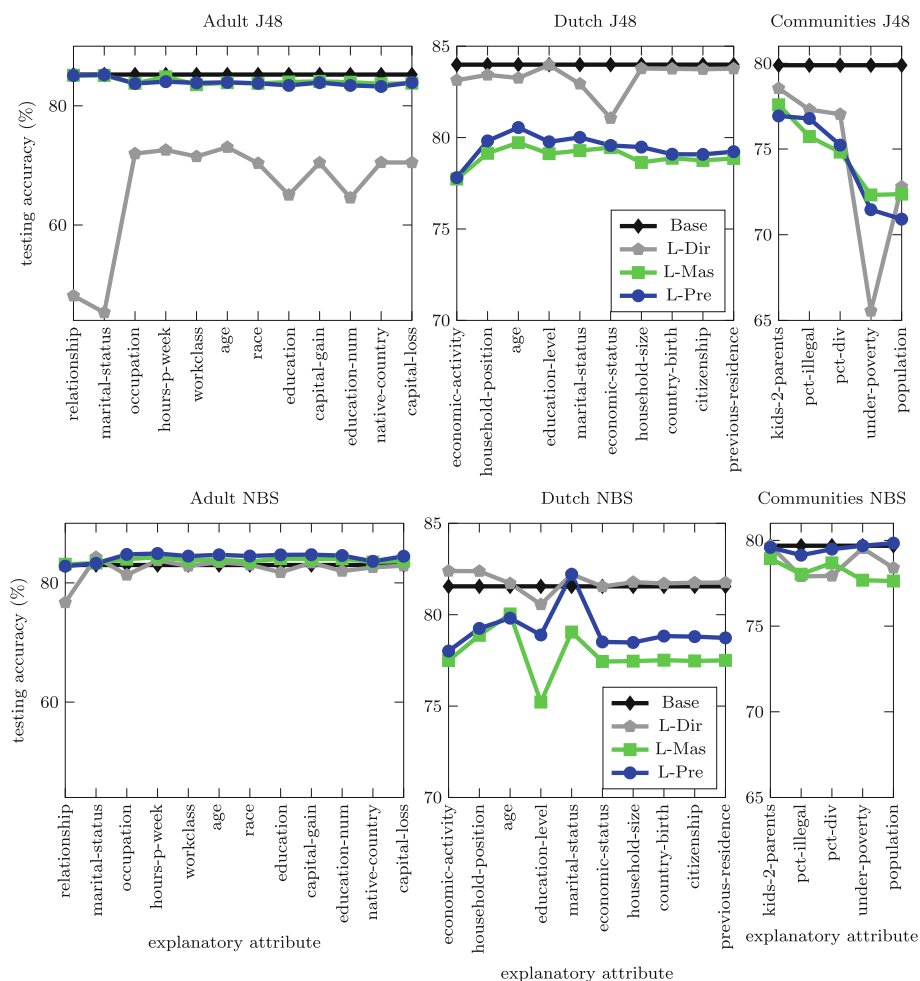 Adult J48
Dutch J48
Communities J48
testing accuracy (%)
80
60
relationship
marital-status
occupation
hours-p-week
workclass
age
race
education
capital-gain
education-num
native-country
capital-loss
85
80
75
70
Base
L-Dir
L-Mas
L-Pre
economic-activity
household-position
age
education-level
marital-status
economic-status
household-size
country-birth
citizenship
previous-residence
80
75
70
65
kids-2-parents
pct-illegal
pct-div
under-poverty
population
Adult NBS
Dutch NBS
Communities NBS
testing accuracy (%)
80
60
relationship
marital-status
occupation
hours-p-week
workclass
age
race
education
capital-gain
education-num
native-country
capital-loss
explanatory attribute
85
80
75
70
Base
L-Dir
L-Mas
L-Pre
economic-activity
household-position
age
education-level
marital-status
economic-status
household-size
country-birth
citizenship
previous-residence
explanatory attribute
80
75
70
65
kids-2-parents
pct-illegal
pct-div
under-poverty
population
explanatory attribute